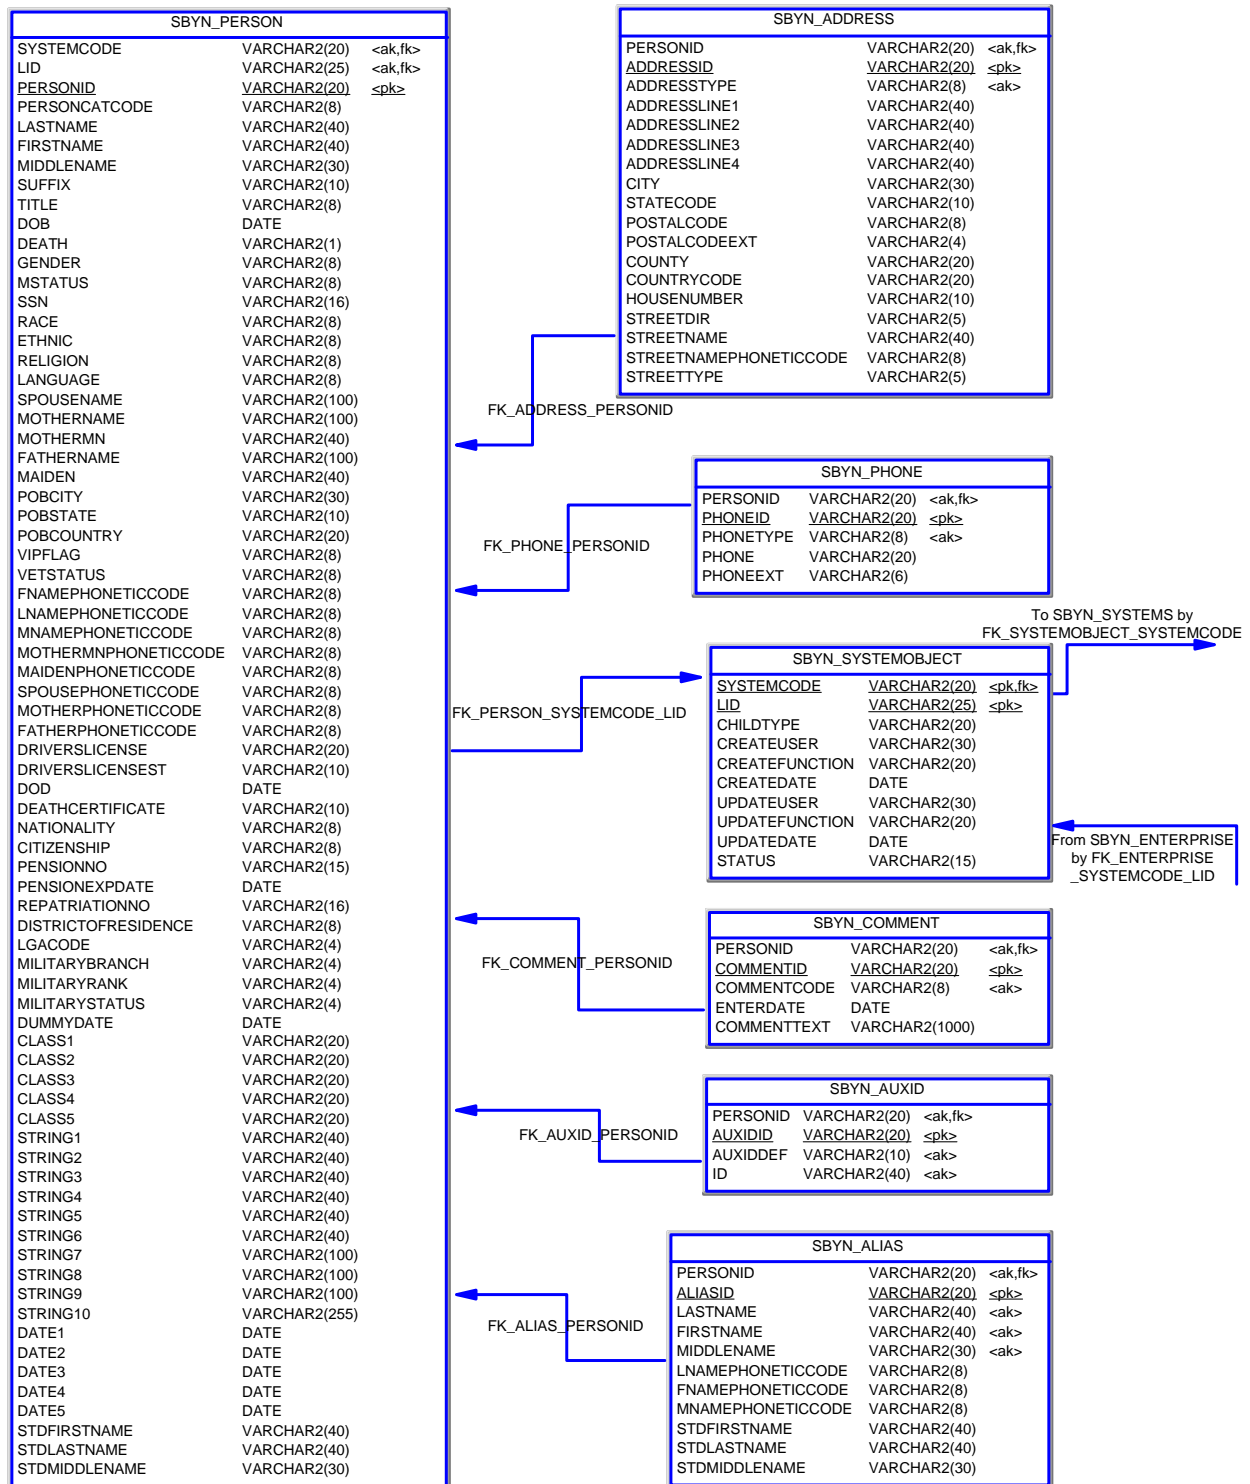 SBYN_PERSON
SYSTEMCODE VARCHAR2(20) <ak,fk>
LID VARCHAR2(25) <ak,fk>
PERSONID VARCHAR2(20) <pk>
PERSONCATCODE VARCHAR2(8)
LASTNAME VARCHAR2(40)
FIRSTNAME VARCHAR2(40)
MIDDLENAME VARCHAR2(30)
SUFFIX VARCHAR2(10)
TITLE VARCHAR2(8)
DOB DATE
DEATH VARCHAR2(1)
GENDER VARCHAR2(8)
MSTATUS VARCHAR2(8)
SSN VARCHAR2(16)
RACE VARCHAR2(8)
ETHNIC VARCHAR2(8)
RELIGION VARCHAR2(8)
LANGUAGE VARCHAR2(8)
SPOUSENAME VARCHAR2(100)
MOTHERNAME VARCHAR2(100)
MOTHERMN VARCHAR2(40)
FATHERNAME VARCHAR2(100)
MAIDEN VARCHAR2(40)
POBCITY VARCHAR2(30)
POBSTATE VARCHAR2(10)
POBCOUNTRY VARCHAR2(20)
VIPFLAG VARCHAR2(8)
VETSTATUS VARCHAR2(8)
FNAMEPHONETICCODE VARCHAR2(8)
LNAMEPHONETICCODE VARCHAR2(8)
MNAMEPHONETICCODE VARCHAR2(8)
MOTHERMNPHONETICCODE VARCHAR2(8)
MAIDENPHONETICCODE VARCHAR2(8)
SPOUSEPHONETICCODE VARCHAR2(8)
MOTHERPHONETICCODE VARCHAR2(8)
FATHERPHONETICCODE VARCHAR2(8)
DRIVERSLICENSE VARCHAR2(20)
DRIVERSLICENSEST VARCHAR2(10)
DOD DATE
DEATHCERTIFICATE VARCHAR2(10)
NATIONALITY VARCHAR2(8)
CITIZENSHIP VARCHAR2(8)
PENSIONNO VARCHAR2(15)
PENSIONEXPDATE DATE
REPATRIATIONNO VARCHAR2(16)
DISTRICTOFRESIDENCE VARCHAR2(8)
LGACODE VARCHAR2(4)
MILITARYBRANCH VARCHAR2(4)
MILITARYRANK VARCHAR2(4)
MILITARYSTATUS VARCHAR2(4)
DUMMYDATE DATE
CLASS1 VARCHAR2(20)
CLASS2 VARCHAR2(20)
CLASS3 VARCHAR2(20)
CLASS4 VARCHAR2(20)
CLASS5 VARCHAR2(20)
STRING1 VARCHAR2(40)
STRING2 VARCHAR2(40)
STRING3 VARCHAR2(40)
STRING4 VARCHAR2(40)
STRING5 VARCHAR2(40)
STRING6 VARCHAR2(40)
STRING7 VARCHAR2(100)
STRING8 VARCHAR2(100)
STRING9 VARCHAR2(100)
STRING10 VARCHAR2(255)
DATE1 DATE
DATE2 DATE
DATE3 DATE
DATE4 DATE
DATE5 DATE
STDFIRSTNAME VARCHAR2(40)
STDLASTNAME VARCHAR2(40)
STDMIDDLENAME VARCHAR2(30)
SBYN_ADDRESS
PERSONID VARCHAR2(20) <ak,fk>
ADDRESSID VARCHAR2(20) <pk>
ADDRESSTYPE VARCHAR2(8) <ak>
ADDRESSLINE1 VARCHAR2(40)
ADDRESSLINE2 VARCHAR2(40)
ADDRESSLINE3 VARCHAR2(40)
ADDRESSLINE4 VARCHAR2(40)
CITY VARCHAR2(30)
STATECODE VARCHAR2(10)
POSTALCODE VARCHAR2(8)
POSTALCODEEXT VARCHAR2(4)
COUNTY VARCHAR2(20)
COUNTRYCODE VARCHAR2(20)
HOUSENUMBER VARCHAR2(10)
STREETDIR VARCHAR2(5)
STREETNAME VARCHAR2(40)
STREETNAMEPHONETICCODE VARCHAR2(8)
STREETTYPE VARCHAR2(5)
FK_ADDRESS_PERSONID
SBYN_PHONE
PERSONID VARCHAR2(20) <ak,fk>
PHONEID VARCHAR2(20) <pk>
PHONETYPE VARCHAR2(8) <ak>
PHONE VARCHAR2(20)
PHONEEXT VARCHAR2(6)
FK_PHONE_PERSONID
To SBYN_SYSTEMS by
FK_SYSTEMOBJECT_SYSTEMCODE
SBYN_SYSTEMOBJECT
SYSTEMCODE VARCHAR2(20) <pk,fk>
LID VARCHAR2(25) <pk>
CHILDTYPE VARCHAR2(20)
CREATEUSER VARCHAR2(30)
CREATEFUNCTION VARCHAR2(20)
CREATEDATE DATE
UPDATEUSER VARCHAR2(30)
UPDATEFUNCTION VARCHAR2(20)
UPDATEDATE DATE
STATUS VARCHAR2(15)
FK_PERSON_SYSTEMCODE_LID
From SBYN_ENTERPRISE
by FK_ENTERPRISE
_SYSTEMCODE_LID
SBYN_COMMENT
PERSONID VARCHAR2(20) <ak,fk>
COMMENTID VARCHAR2(20) <pk>
COMMENTCODE VARCHAR2(8) <ak>
ENTERDATE DATE
COMMENTTEXT VARCHAR2(1000)
FK_COMMENT_PERSONID
SBYN_AUXID
PERSONID VARCHAR2(20) <ak,fk>
AUXIDID VARCHAR2(20) <pk>
AUXIDDEF VARCHAR2(10) <ak>
ID VARCHAR2(40) <ak>
FK_AUXID_PERSONID
SBYN_ALIAS
PERSONID VARCHAR2(20) <ak,fk>
ALIASID VARCHAR2(20) <pk>
LASTNAME VARCHAR2(40) <ak>
FIRSTNAME VARCHAR2(40) <ak>
MIDDLENAME VARCHAR2(30) <ak>
LNAMEPHONETICCODE VARCHAR2(8)
FNAMEPHONETICCODE VARCHAR2(8)
MNAMEPHONETICCODE VARCHAR2(8)
STDFIRSTNAME VARCHAR2(40)
STDLASTNAME VARCHAR2(40)
STDMIDDLENAME VARCHAR2(30)
FK_ALIAS_PERSONID